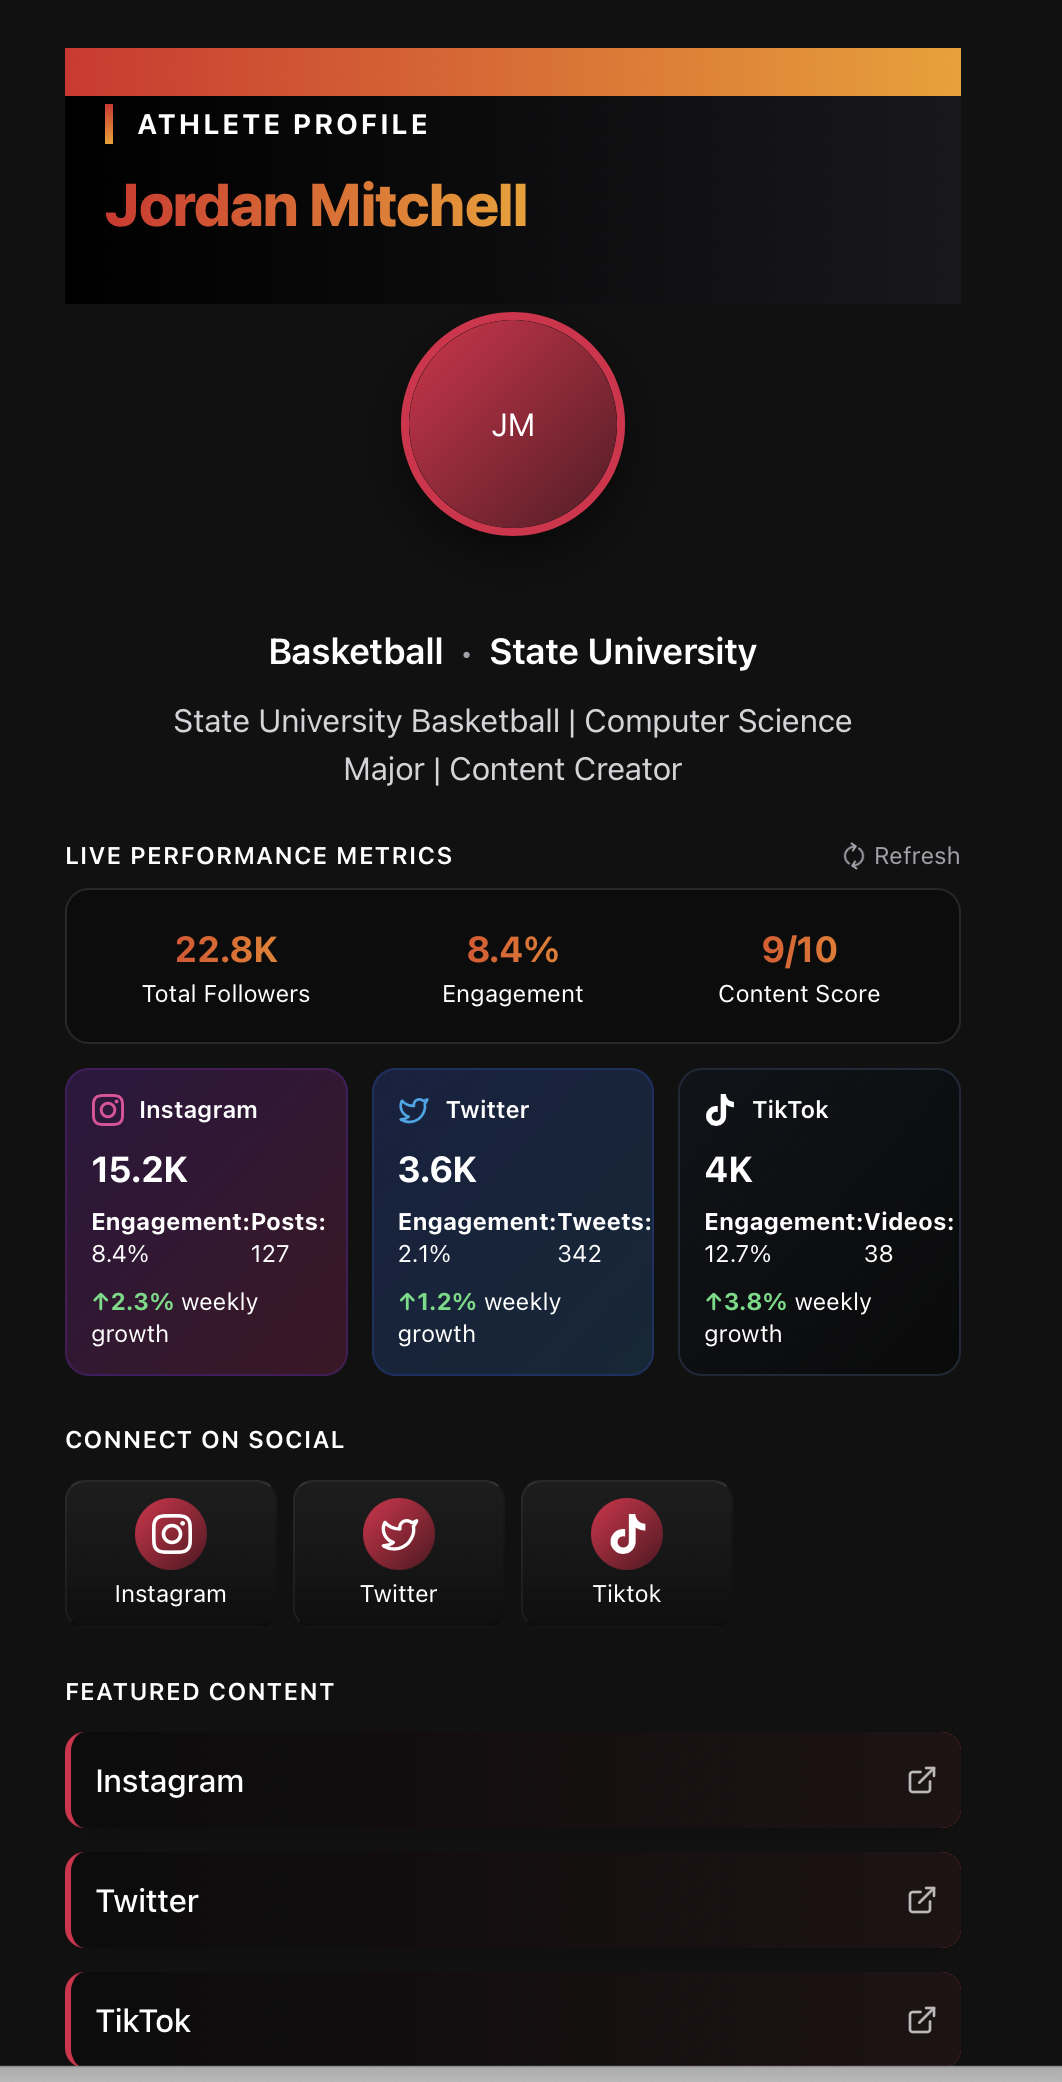 ATHLETE PROFILE
Jordan Mitchell
JM
Basketball • State University
State University Basketball | Computer Science
Major | Content Creator
LIVE PERFORMANCE METRICS
Refresh
22.8K
Total Followers
8.4%
Engagement
9/10
Content Score
Instagram
15.2K
Engagement: Posts:
8.4% 127
↑2.3% weekly
growth
Twitter
3.6K
Engagement: Tweets:
2.1% 342
↑1.2% weekly
growth
TikTok
4K
Engagement: Videos:
12.7% 38
↑3.8% weekly
growth
CONNECT ON SOCIAL
Instagram
Twitter
Tiktok
FEATURED CONTENT
Instagram
Twitter
TikTok